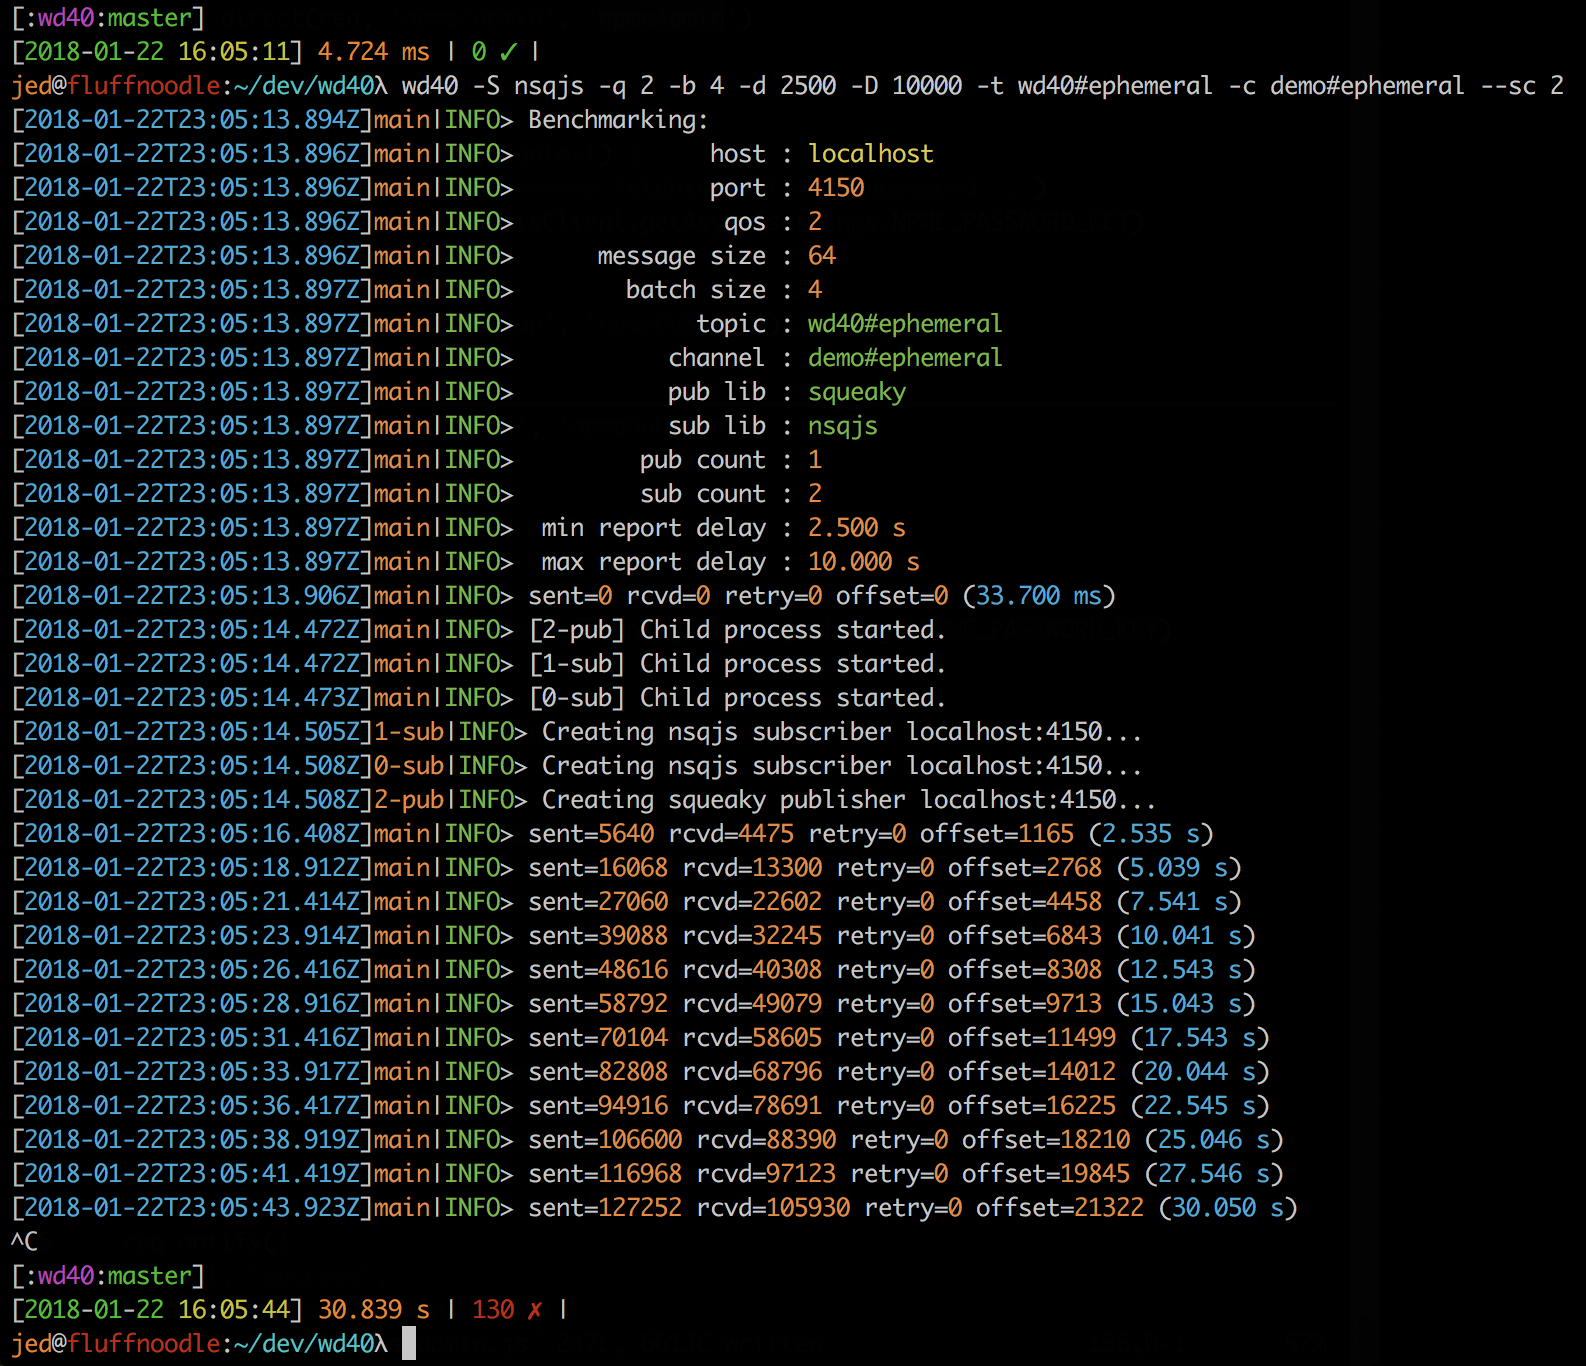 [:wd40:master]
[2018-01-22 16:05:11] 4.724 ms | 0 ✓ |
jed@fluffnoodle:~/dev/wd40λ wd40 -S nsqjs -q 2 -b 4 -d 2500 -D 10000 -t wd40#ephemeral -c demo#ephemeral --sc 2
[2018-01-22T23:05:13.894Z]main|INFO> Benchmarking:
[2018-01-22T23:05:13.896Z]main|INFO>              host : localhost
[2018-01-22T23:05:13.896Z]main|INFO>              port : 4150
[2018-01-22T23:05:13.896Z]main|INFO>               qos : 2
[2018-01-22T23:05:13.896Z]main|INFO>      message size : 64
[2018-01-22T23:05:13.897Z]main|INFO>        batch size : 4
[2018-01-22T23:05:13.897Z]main|INFO>             topic : wd40#ephemeral
[2018-01-22T23:05:13.897Z]main|INFO>           channel : demo#ephemeral
[2018-01-22T23:05:13.897Z]main|INFO>           pub lib : squeaky
[2018-01-22T23:05:13.897Z]main|INFO>           sub lib : nsqjs
[2018-01-22T23:05:13.897Z]main|INFO>         pub count : 1
[2018-01-22T23:05:13.897Z]main|INFO>         sub count : 2
[2018-01-22T23:05:13.897Z]main|INFO>  min report delay : 2.500 s
[2018-01-22T23:05:13.897Z]main|INFO>  max report delay : 10.000 s
[2018-01-22T23:05:13.906Z]main|INFO> sent=0 rcvd=0 retry=0 offset=0 (33.700 ms)
[2018-01-22T23:05:14.472Z]main|INFO> [2-pub] Child process started.
[2018-01-22T23:05:14.472Z]main|INFO> [1-sub] Child process started.
[2018-01-22T23:05:14.473Z]main|INFO> [0-sub] Child process started.
[2018-01-22T23:05:14.505Z]1-sub|INFO> Creating nsqjs subscriber localhost:4150...
[2018-01-22T23:05:14.508Z]0-sub|INFO> Creating nsqjs subscriber localhost:4150...
[2018-01-22T23:05:14.508Z]2-pub|INFO> Creating squeaky publisher localhost:4150...
[2018-01-22T23:05:16.408Z]main|INFO> sent=5640 rcvd=4475 retry=0 offset=1165 (2.535 s)
[2018-01-22T23:05:18.912Z]main|INFO> sent=16068 rcvd=13300 retry=0 offset=2768 (5.039 s)
[2018-01-22T23:05:21.414Z]main|INFO> sent=27060 rcvd=22602 retry=0 offset=4458 (7.541 s)
[2018-01-22T23:05:23.914Z]main|INFO> sent=39088 rcvd=32245 retry=0 offset=6843 (10.041 s)
[2018-01-22T23:05:26.416Z]main|INFO> sent=48616 rcvd=40308 retry=0 offset=8308 (12.543 s)
[2018-01-22T23:05:28.916Z]main|INFO> sent=58792 rcvd=49079 retry=0 offset=9713 (15.043 s)
[2018-01-22T23:05:31.416Z]main|INFO> sent=70104 rcvd=58605 retry=0 offset=11499 (17.543 s)
[2018-01-22T23:05:33.917Z]main|INFO> sent=82808 rcvd=68796 retry=0 offset=14012 (20.044 s)
[2018-01-22T23:05:36.417Z]main|INFO> sent=94916 rcvd=78691 retry=0 offset=16225 (22.545 s)
[2018-01-22T23:05:38.919Z]main|INFO> sent=106600 rcvd=88390 retry=0 offset=18210 (25.046 s)
[2018-01-22T23:05:41.419Z]main|INFO> sent=116968 rcvd=97123 retry=0 offset=19845 (27.546 s)
[2018-01-22T23:05:43.923Z]main|INFO> sent=127252 rcvd=105930 retry=0 offset=21322 (30.050 s)
^C
[:wd40:master]
[2018-01-22 16:05:44] 30.839 s | 130 ✗ |
jed@fluffnoodle:~/dev/wd40λ